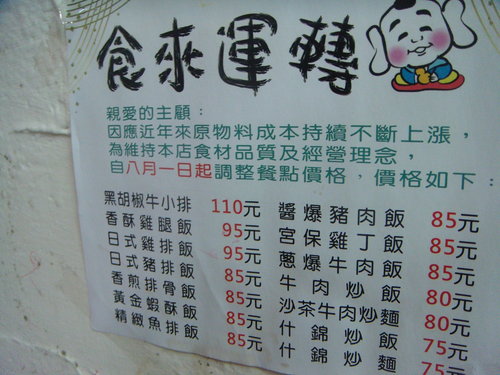 食來運轉
親愛的主顧：
因應近年來原物料成本持續不斷上漲，
為維持本店食材品質及經營理念，
自八月一日起調整餐點價格，價格如下：
黑胡椒牛小排 110元
香酥雞腿飯 95元
日式雞排飯 95元
日式豬排飯 85元
香煎排骨飯 85元
黃金蝦酥飯 85元
精緻魚排飯 85元
醬爆豬肉飯 85元
宮保雞丁飯 85元
蔥爆牛肉飯 85元
牛肉炒飯 80元
沙茶牛肉炒麵 80元
什錦炒飯 75元
什錦炒麵 75元